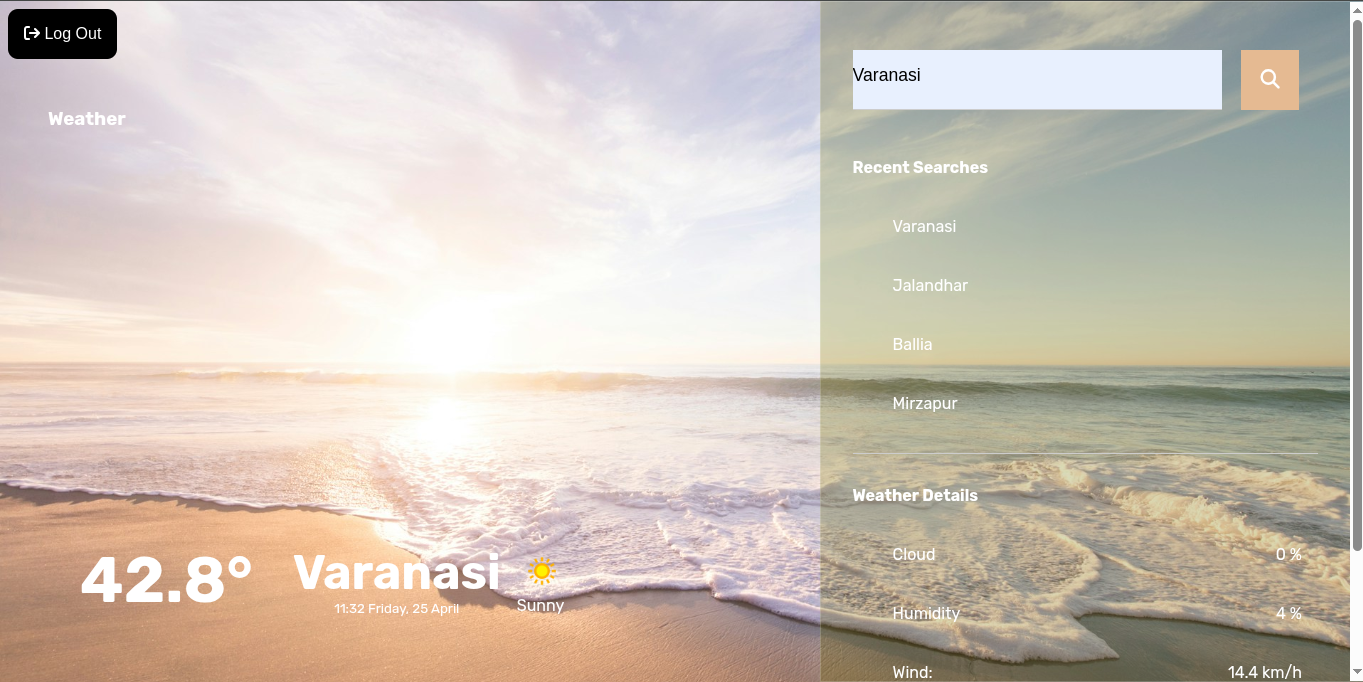 Log Out
Weather
42.8°
Varanasi
11:32 Friday, 25 April
Sunny
Varanasi
Recent Searches
Varanasi
Jalandhar
Ballia
Mirzapur
Weather Details
Cloud 0 %
Humidity 4 %
Wind: 14.4 km/h